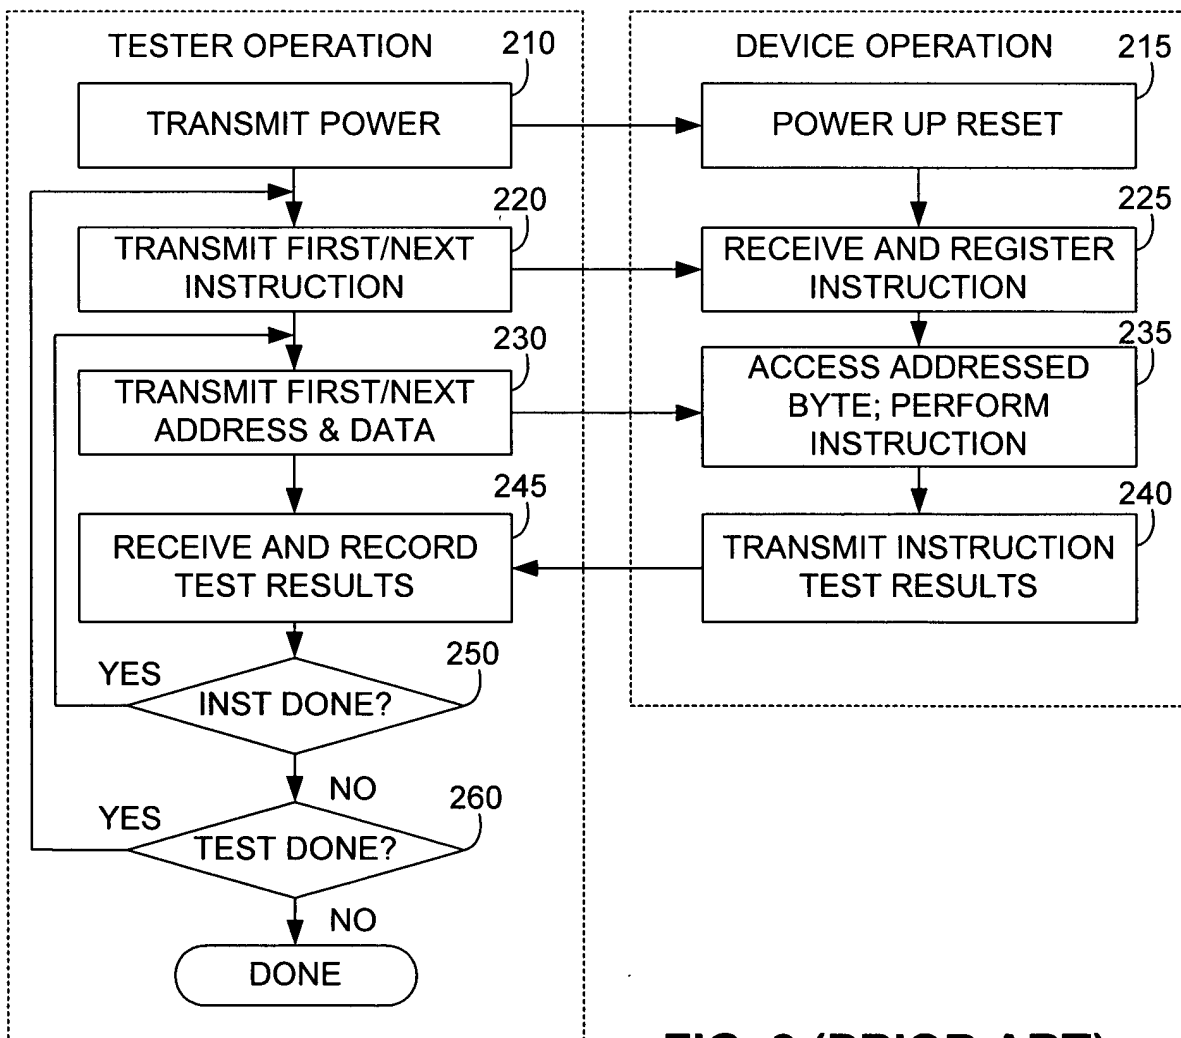 TESTER OPERATION
210
TRANSMIT POWER
220
TRANSMIT FIRST/NEXT
INSTRUCTION
230
TRANSMIT FIRST/NEXT
ADDRESS & DATA
245
RECEIVE AND RECORD
TEST RESULTS
YES
250
INST DONE?
NO
YES
260
TEST DONE?
NO
DONE
DEVICE OPERATION
215
POWER UP RESET
225
RECEIVE AND REGISTER
INSTRUCTION
235
ACCESS ADDRESSED
BYTE; PERFORM
INSTRUCTION
240
TRANSMIT INSTRUCTION
TEST RESULTS
(PRIOR ART)